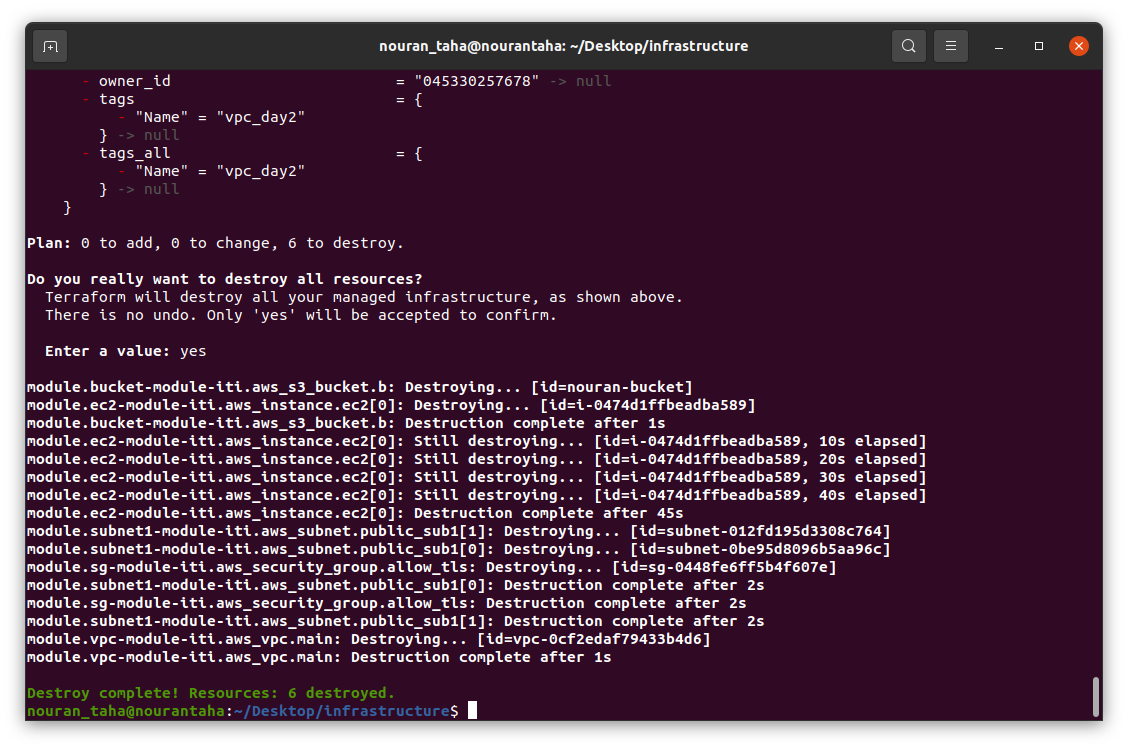 nouran_taha@nourantaha: ~/Desktop/infrastructure
- owner_id = "045330257678" -> null
- tags = {
- "Name" = "vpc_day2"
} -> null
- tags_all = {
- "Name" = "vpc_day2"
} -> null
}
Plan: 0 to add, 0 to change, 6 to destroy.
Do you really want to destroy all resources?
Terraform will destroy all your managed infrastructure, as shown above.
There is no undo. Only 'yes' will be accepted to confirm.
Enter a value: yes
module.bucket-module-iti.aws_s3_bucket.b: Destroying... [id=nouran-bucket]
module.ec2-module-iti.aws_instance.ec2[0]: Destroying... [id=i-0474d1ffbeadba589]
module.bucket-module-iti.aws_s3_bucket.b: Destruction complete after 1s
module.ec2-module-iti.aws_instance.ec2[0]: Still destroying... [id=i-0474d1ffbeadba589, 10s elapsed]
module.ec2-module-iti.aws_instance.ec2[0]: Still destroying... [id=i-0474d1ffbeadba589, 20s elapsed]
module.ec2-module-iti.aws_instance.ec2[0]: Still destroying... [id=i-0474d1ffbeadba589, 30s elapsed]
module.ec2-module-iti.aws_instance.ec2[0]: Still destroying... [id=i-0474d1ffbeadba589, 40s elapsed]
module.ec2-module-iti.aws_instance.ec2[0]: Destruction complete after 45s
module.subnet1-module-iti.aws_subnet.public_sub1[1]: Destroying... [id=subnet-012fd195d3308c764]
module.subnet1-module-iti.aws_subnet.public_sub1[0]: Destroying... [id=subnet-0be95d8096b5aa96c]
module.sg-module-iti.aws_security_group.allow_tls: Destroying... [id=sg-0448fe6ff5b4f607e]
module.subnet1-module-iti.aws_subnet.public_sub1[0]: Destruction complete after 2s
module.sg-module-iti.aws_security_group.allow_tls: Destruction complete after 2s
module.subnet1-module-iti.aws_subnet.public_sub1[1]: Destruction complete after 2s
module.vpc-module-iti.aws_vpc.main: Destroying... [id=vpc-0cf2edaf79433b4d6]
module.vpc-module-iti.aws_vpc.main: Destruction complete after 1s
Destroy complete! Resources: 6 destroyed.
nouran_taha@nourantaha:~/Desktop/infrastructure$